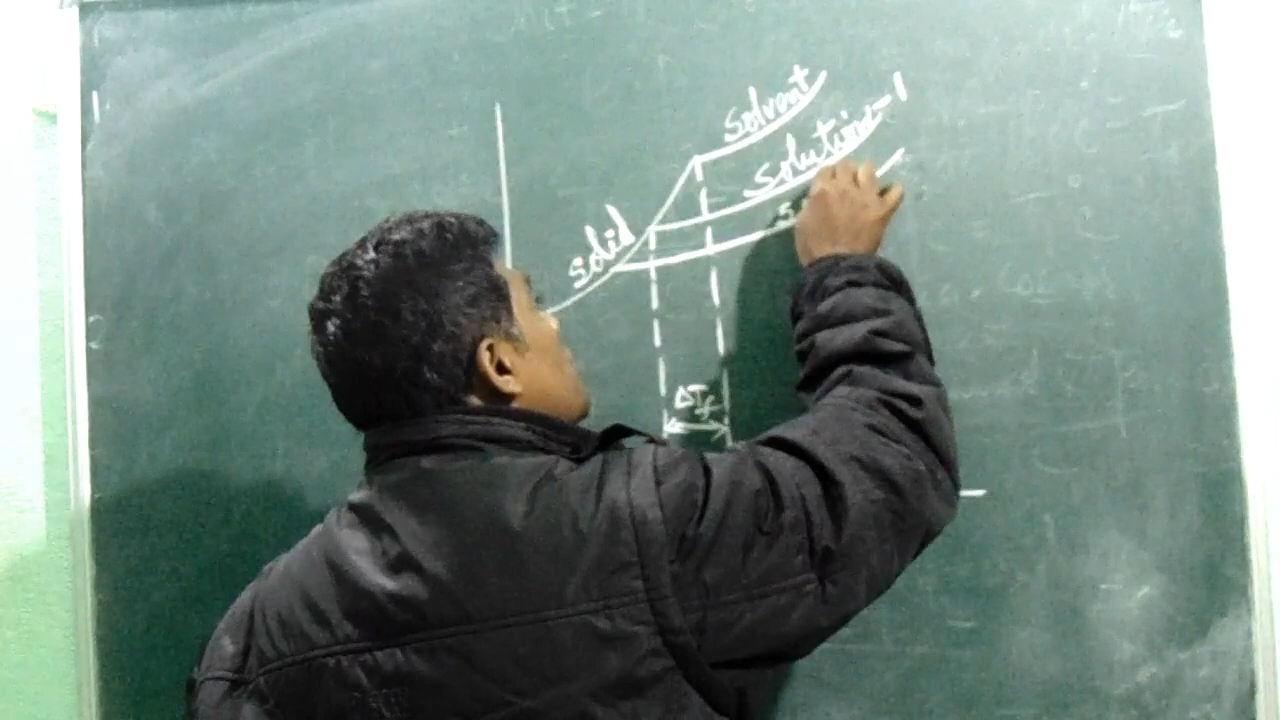 solvent
solution-1
s
solid
ΔTf